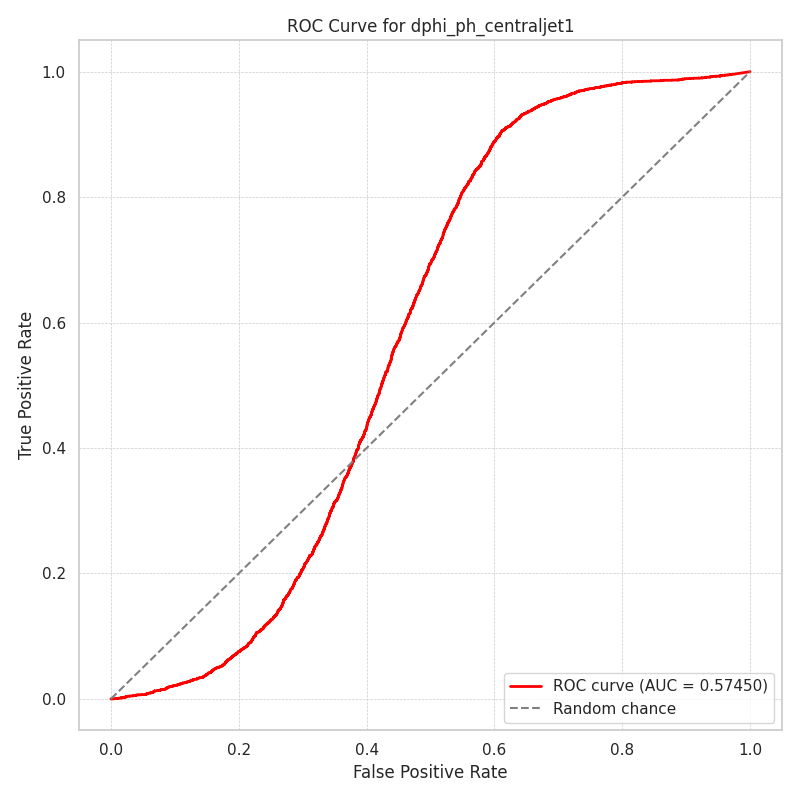 ROC Curve for dphi_ph_centraljet1
True Positive Rate
1.0
0.8
0.6
0.4
0.2
0.0
0.0 0.2 0.4 0.6 0.8 1.0
False Positive Rate
ROC curve (AUC = 0.57450)
Random chance